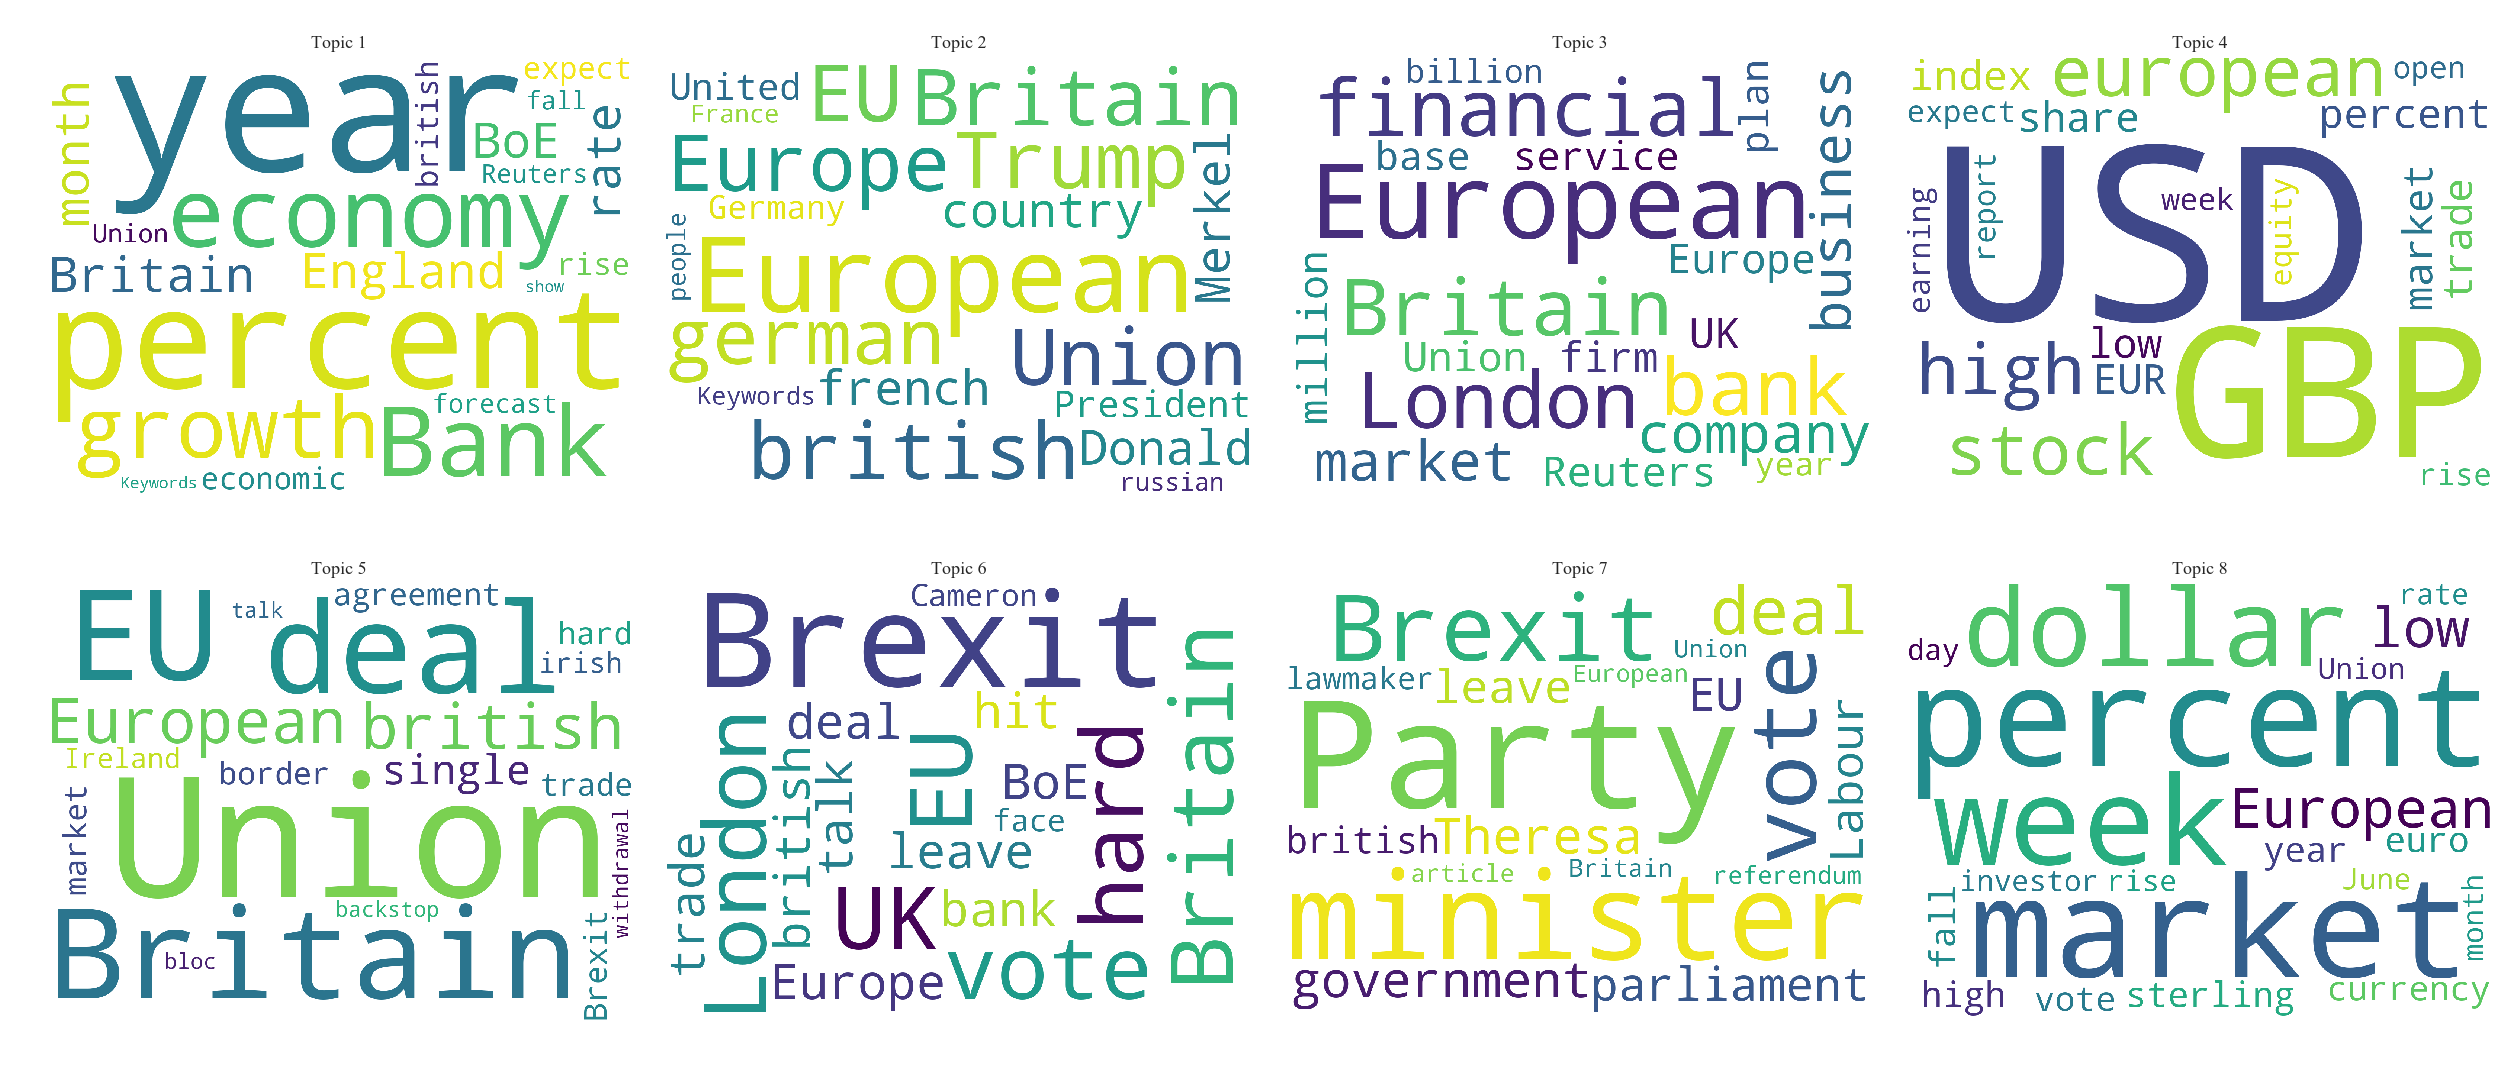 Topic 1
month
year
british
expect
fall
BoE
Reuters
rate
economy
Union
Britain
England
rise
show
percent
growth
forecast
Bank
Keywords
economic
Topic 2
United
France
EU
Britain
Europe
Trump
Merkel
Germany
country
people
European
german
Union
Keywords
french
President
british
Donald
russian
Topic 3
billion
financial
plan
business
base
service
European
Europe
million
Britain
UK
Union
firm
London
bank
company
market
Reuters
year
Topic 4
index
european
open
expect
share
percent
USD
report
week
equity
earning
market
trade
high
low
EUR
GBP
stock
rise
Topic 5
EU
talk
agreement
deal
hard
irish
European
british
Ireland
border
single
trade
market
Union
withdrawal
backstop
Britain
bloc
Brexit
Topic 6
Cameron
Brexit
hit
deal
London
british
talk
EU
BoE
hard
Britain
face
trade
leave
UK
bank
Europe
vote
Topic 7
Brexit
deal
Union
lawmaker
leave
European
EU
vote
Party
Labour
british
Theresa
article
Britain
referendum
minister
government
parliament
Topic 8
dollar
rate
low
day
Union
percent
week
European
year
euro
investor
rise
June
fall
market
month
high
vote
sterling
currency